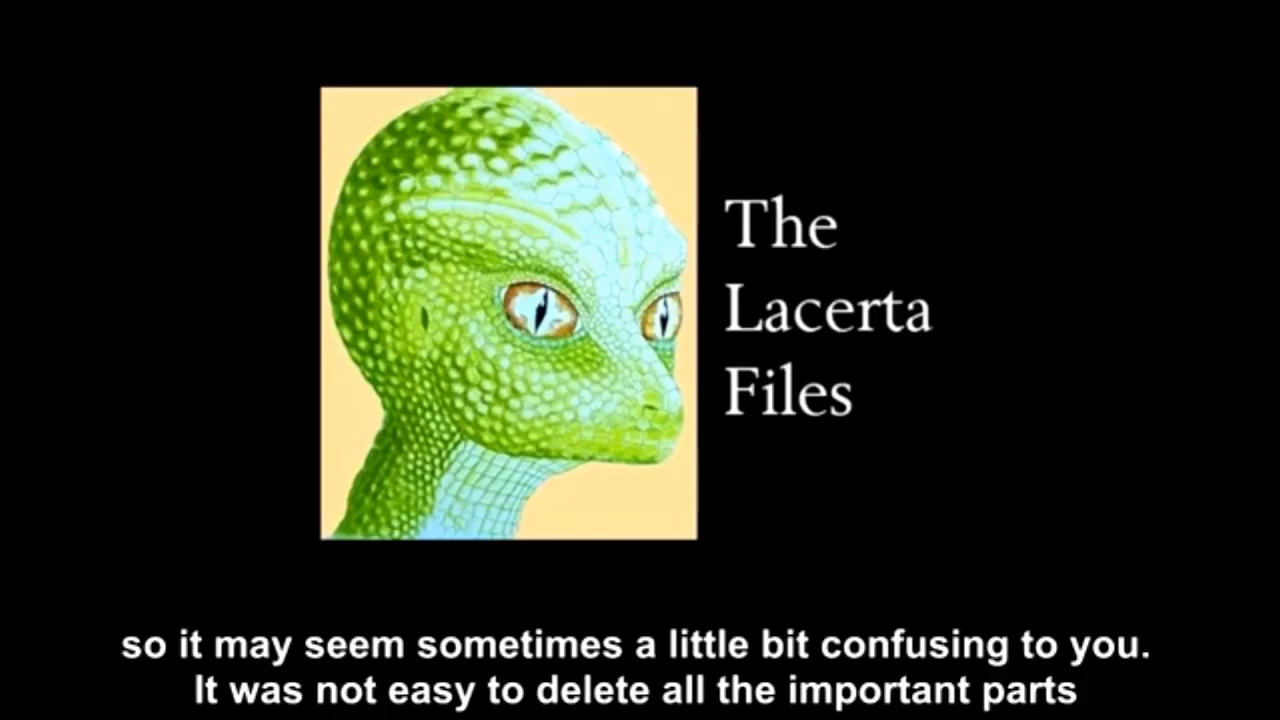 The
Lacerta
Files
so it may seem sometimes a little bit confusing to you.
It was not easy to delete all the important parts